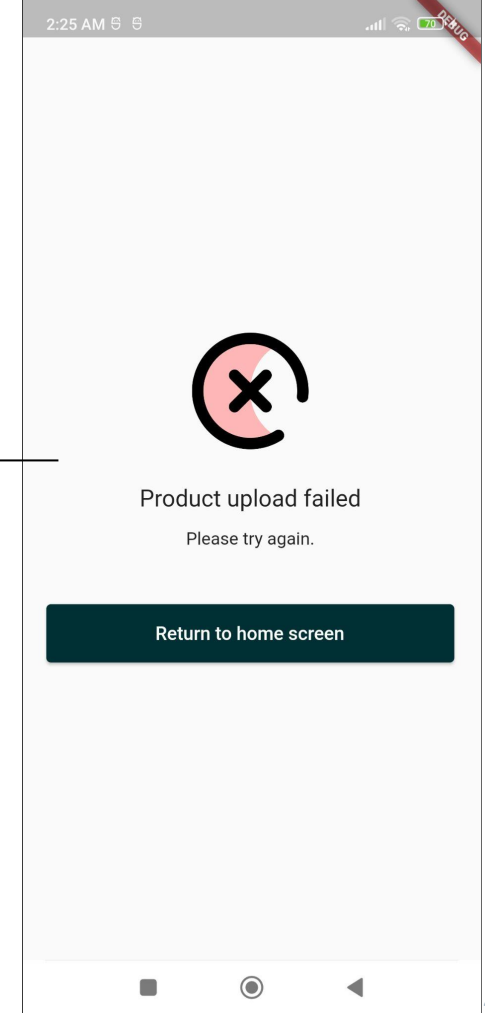 2:25 AM
70
DEBUG
Product upload failed
Please try again.
Return to home screen